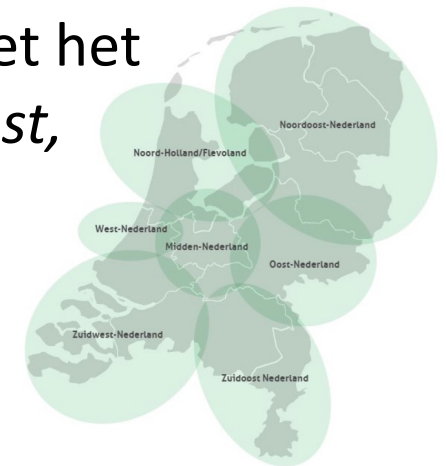 et het
st,
Noordoost-Nederland
Noord-Holland/Flevoland
West-Nederland
Midden-Nederland
Oost-Nederland
Zuidwest-Nederland
Zuidoost Nederland